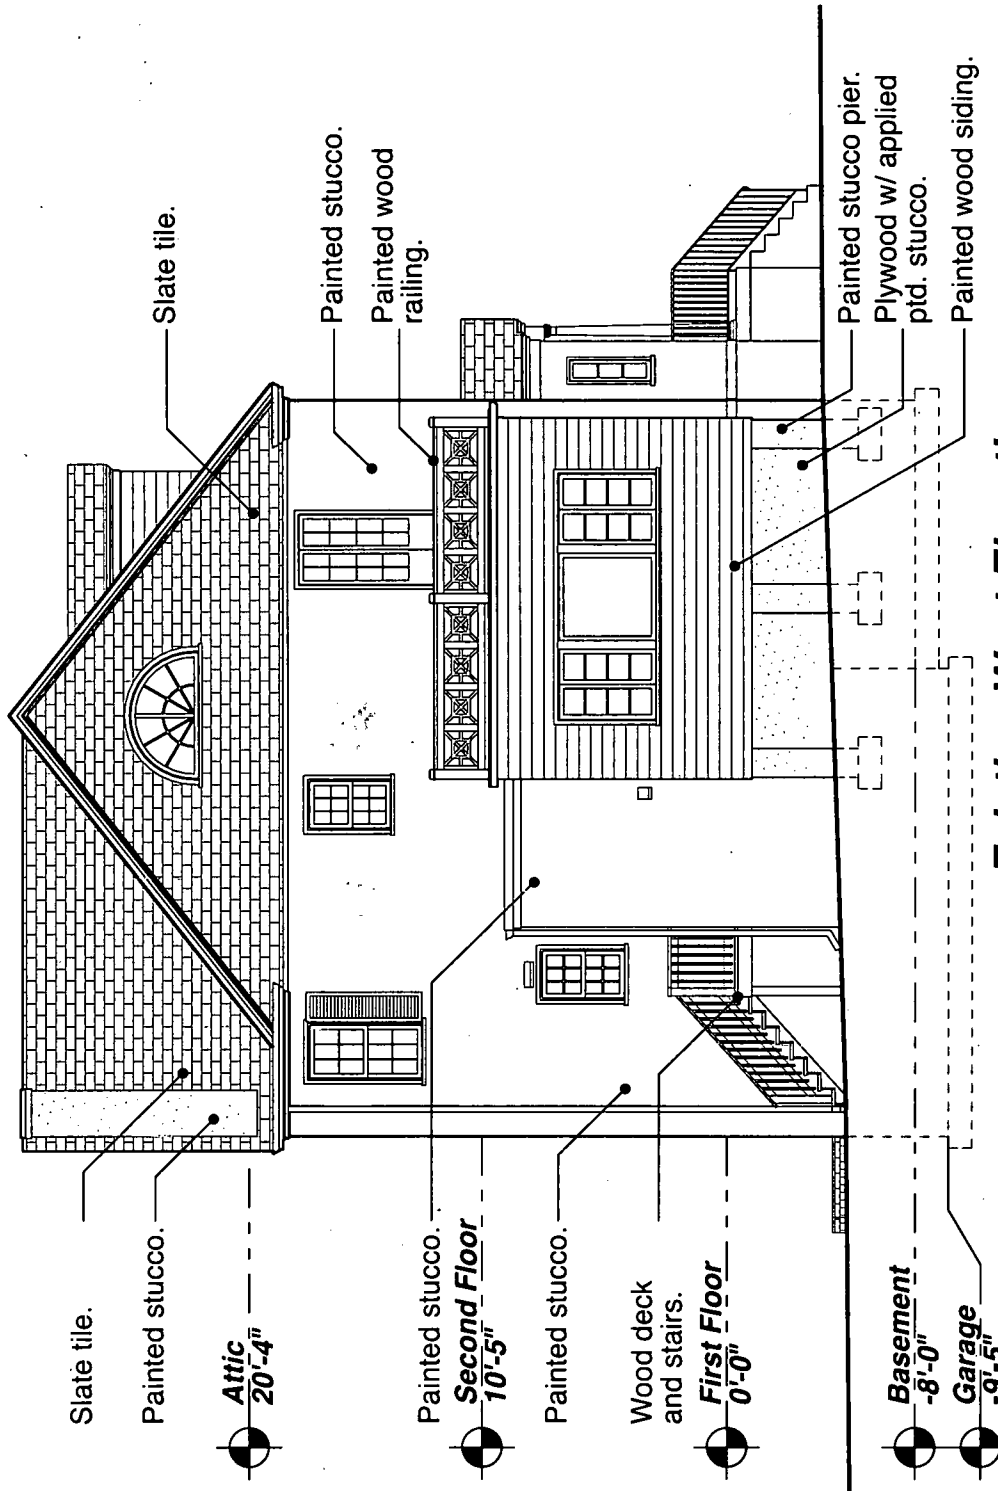 Slate tile.
Painted stucco.
Attic
20'-4"
Painted stucco.
Second Floor
10'-5"
Painted stucco.
Wood deck
and stairs.
First Floor
0'-0"
Basement
-8'-0"
Garage
-9'-5"
Slate tile.
Painted stucco.
Painted wood
railing.
Painted stucco pier.
Plywood w/ applied
ptd. stucco.
Painted wood siding.